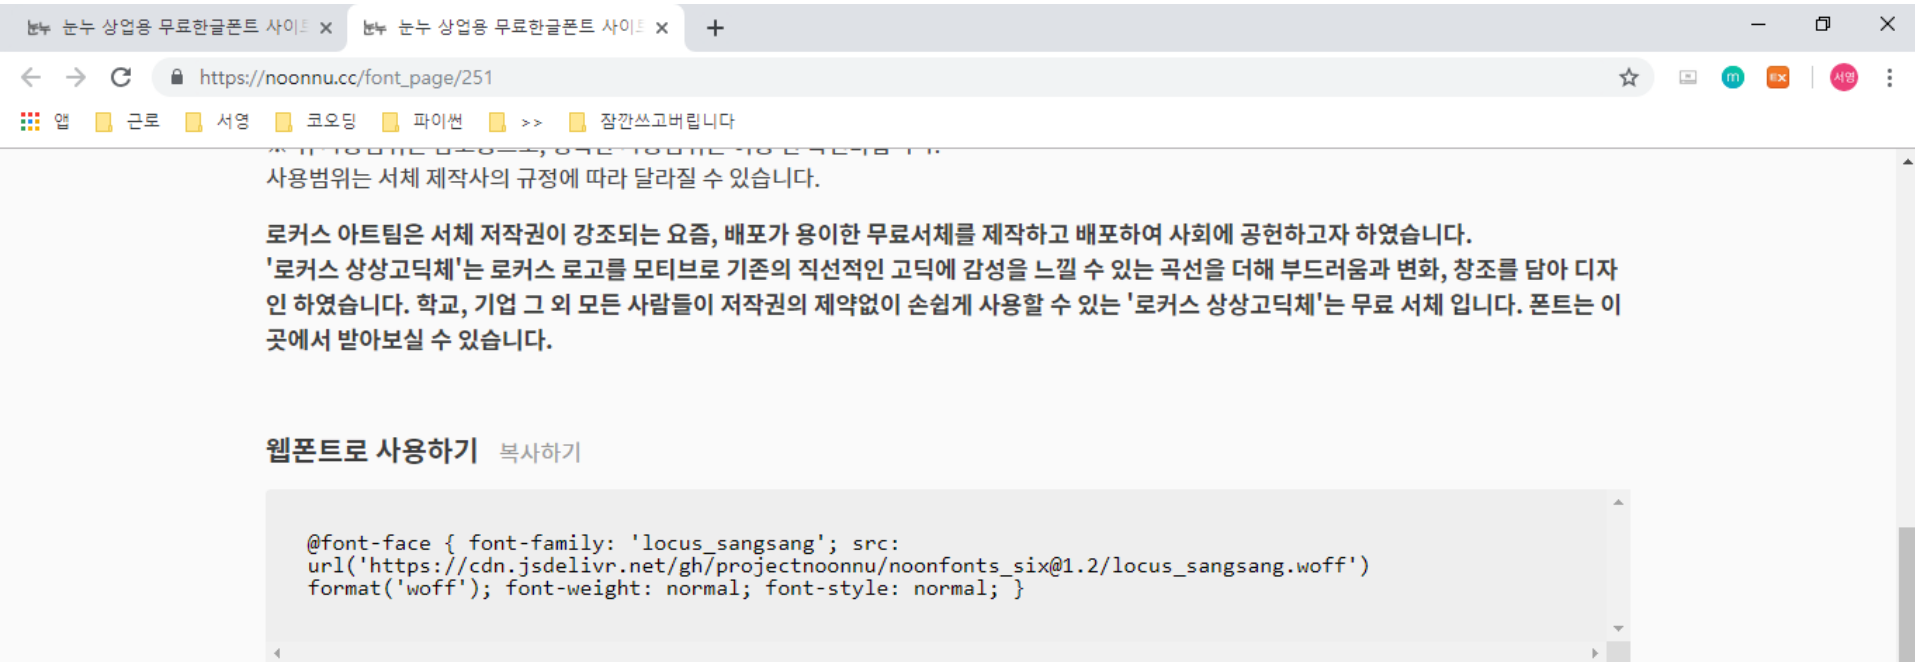 눈누 상업용 무료한글폰트 사이트
눈누 상업용 무료한글폰트 사이트
https://noonnu.cc/font_page/251
서영
앱 근로 서영 코오딩 파이썬 >> 잠깐쓰고버립니다
사용범위는 서체 제작사의 규정에 따라 달라질 수 있습니다.
로커스 아트팀은 서체 저작권이 강조되는 요즘, 배포가 용이한 무료서체를 제작하고 배포하여 사회에 공헌하고자 하였습니다.
'로커스 상상고딕체'는 로커스 로고를 모티브로 기존의 직선적인 고딕에 감성을 느낄 수 있는 곡선을 더해 부드러움과 변화, 창조를 담아 디자
인 하였습니다. 학교, 기업 그 외 모든 사람들이 저작권의 제약없이 손쉽게 사용할 수 있는 '로커스 상상고딕체'는 무료 서체 입니다. 폰트는 이
곳에서 받아보실 수 있습니다.
웹폰트로 사용하기 복사하기
@font-face { font-family: 'locus_sangsang'; src:
url('https://cdn.jsdelivr.net/gh/projectnoonnu/noonfonts_six@1.2/locus_sangsang.woff')
format('woff'); font-weight: normal; font-style: normal; }